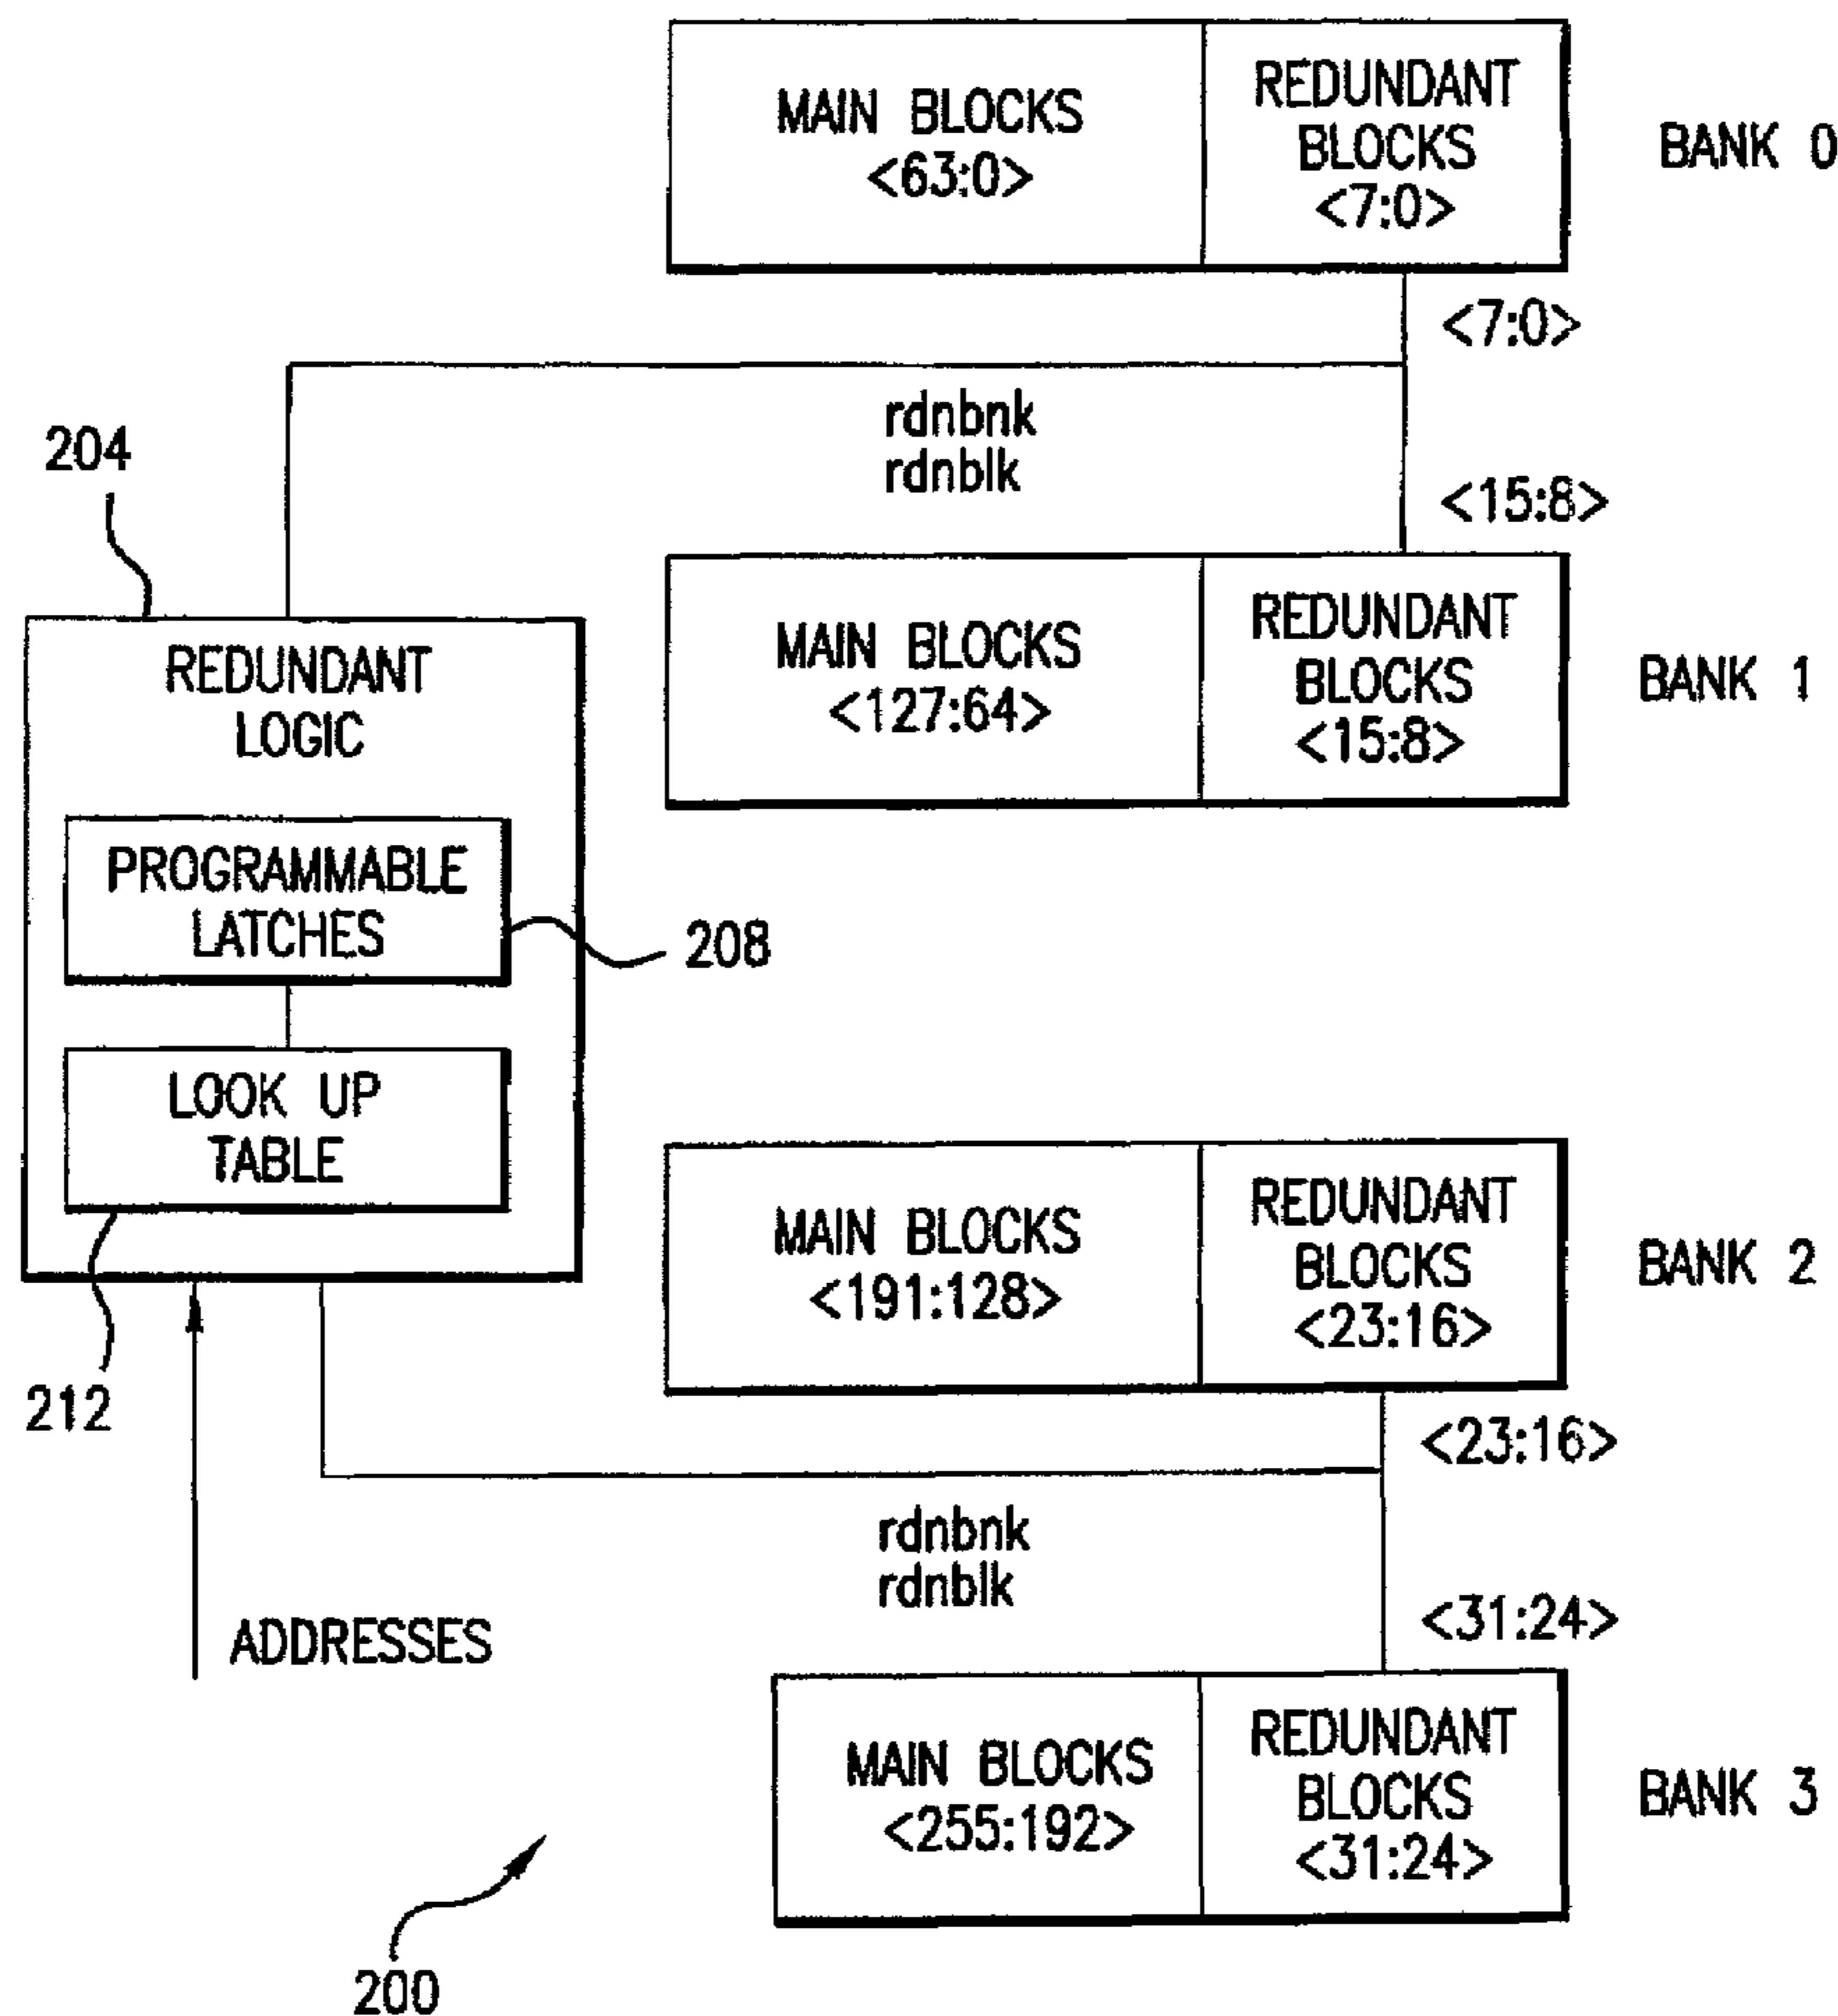 MAIN BLOCKS
<63:0>
REDUNDANT
BLOCKS
<7:0>
BANK 0
<7:0>
rdnbnk
rdnblk
204
<15:8>
MAIN BLOCKS
<127:64>
REDUNDANT
BLOCKS
<15:8>
BANK 1
REDUNDANT
LOGIC
PROGRAMMABLE
LATCHES
208
LOOK UP
TABLE
212
MAIN BLOCKS
<191:128>
REDUNDANT
BLOCKS
<23:16>
BANK 2
<23:16>
rdnbnk
rdnblk
<31:24>
ADDRESSES
MAIN BLOCKS
<255:192>
REDUNDANT
BLOCKS
<31:24>
BANK 3
200